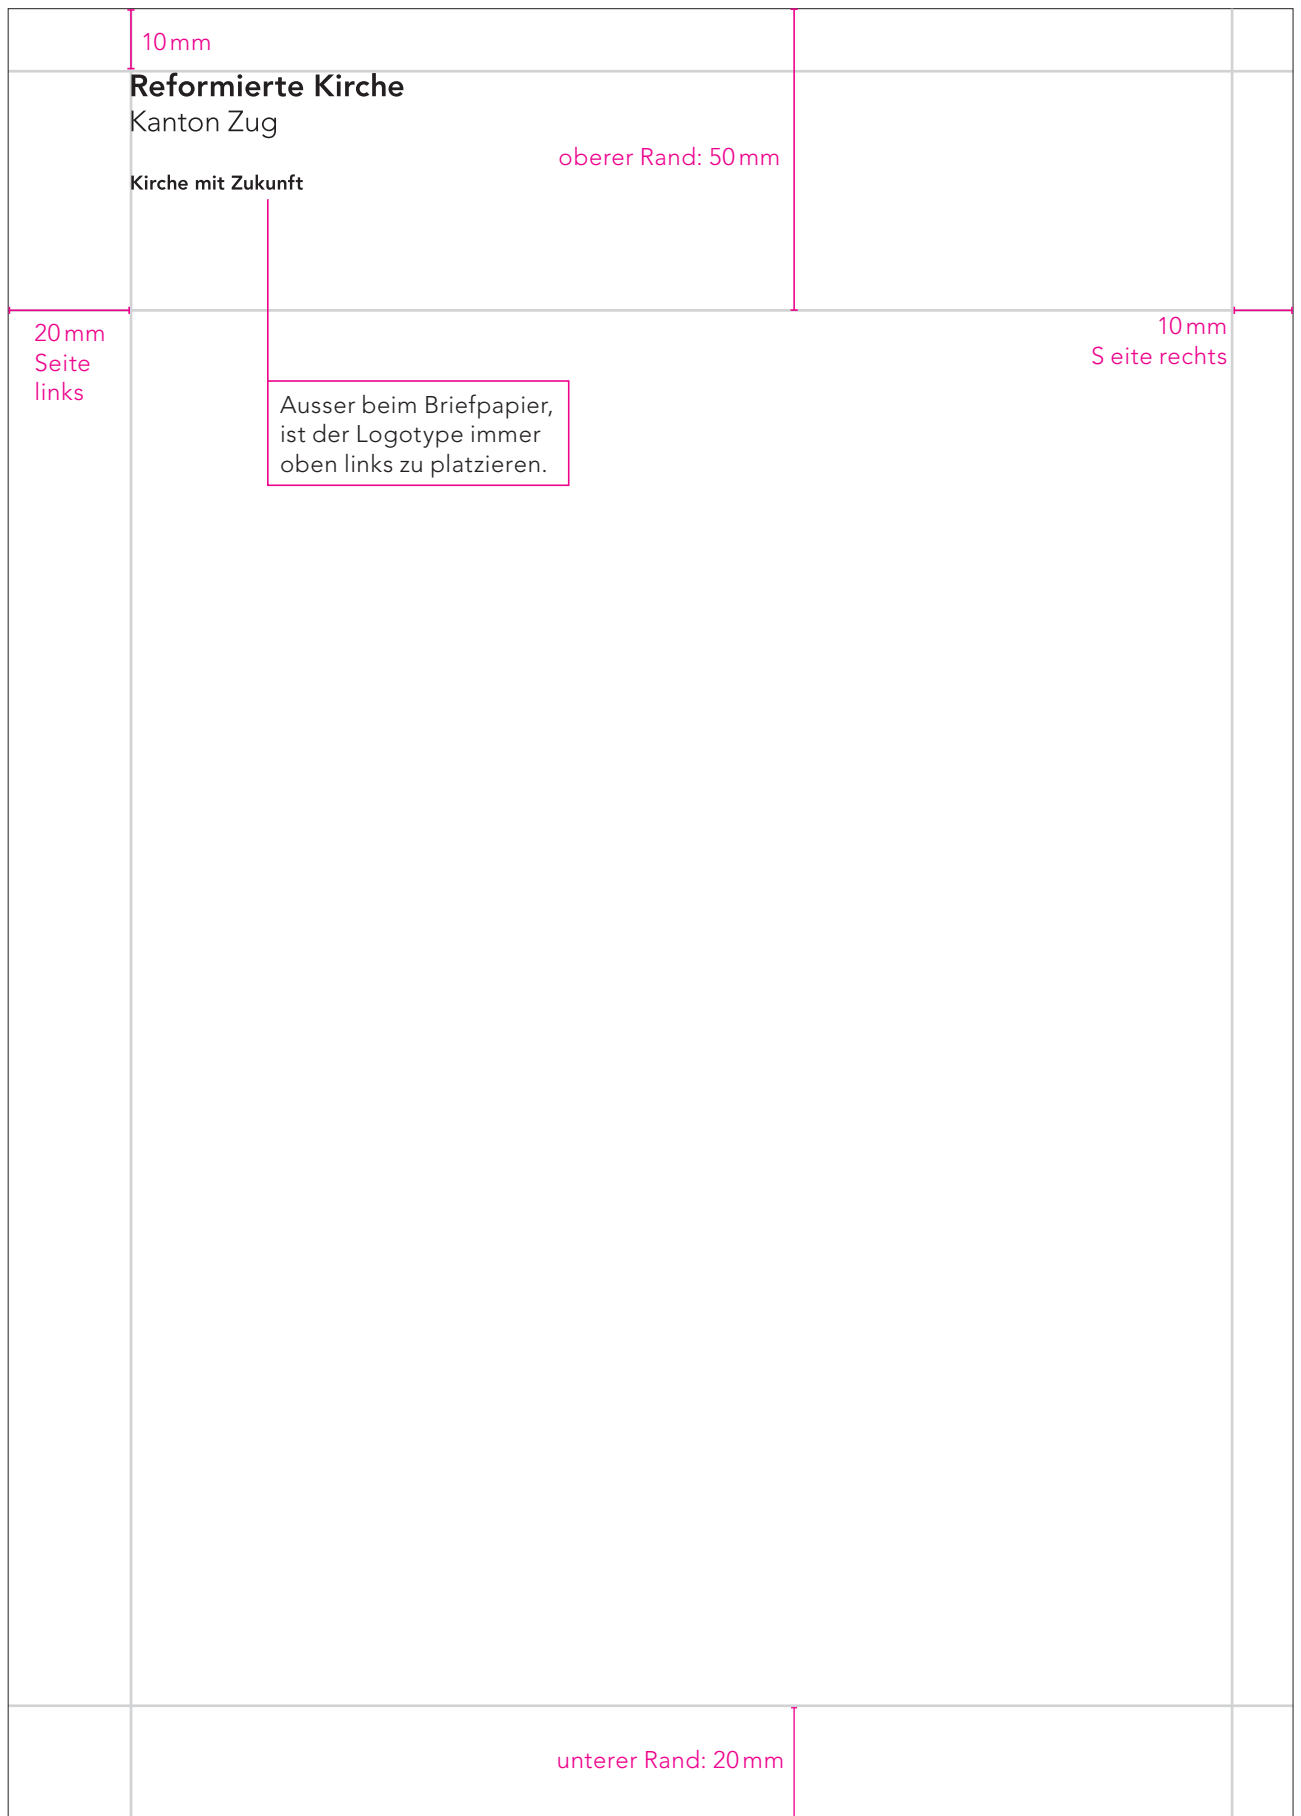 10 mm
Reformierte Kirche
Kanton Zug
oberer Rand: 50 mm
Kirche mit Zukunft
20 mm
Seite
links
10 mm
S eite rechts
Ausser beim Briefpapier,
ist der Logotype immer
oben links zu platzieren.
unterer Rand: 20 mm